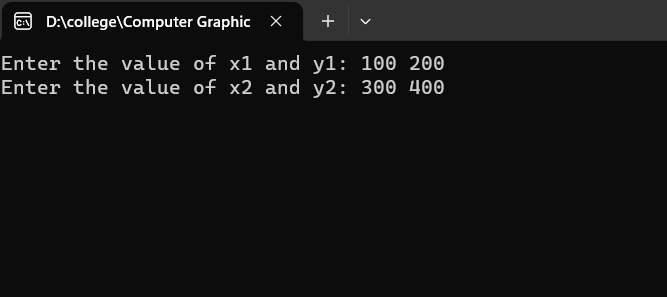 D:\college\Computer Graphic
Enter the value of x1 and y1: 100 200
Enter the value of x2 and y2: 300 400